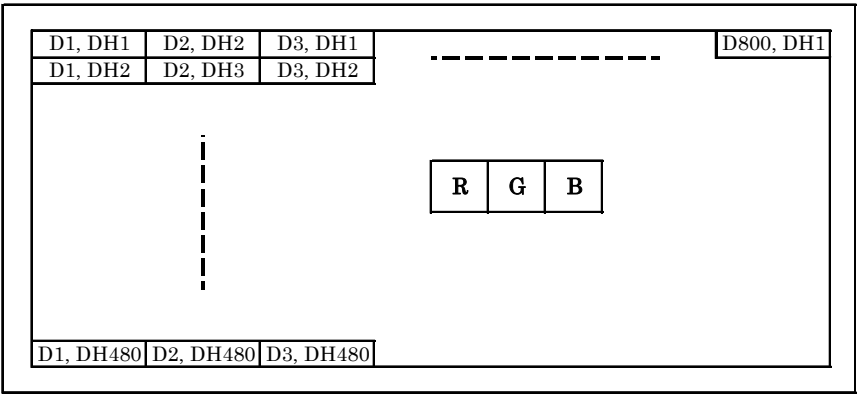 D1, DH1 D2, DH2 D3, DH1 D800, DH1
D1, DH2 D2, DH3 D3, DH2
R G B
D1, DH480 D2, DH480 D3, DH480